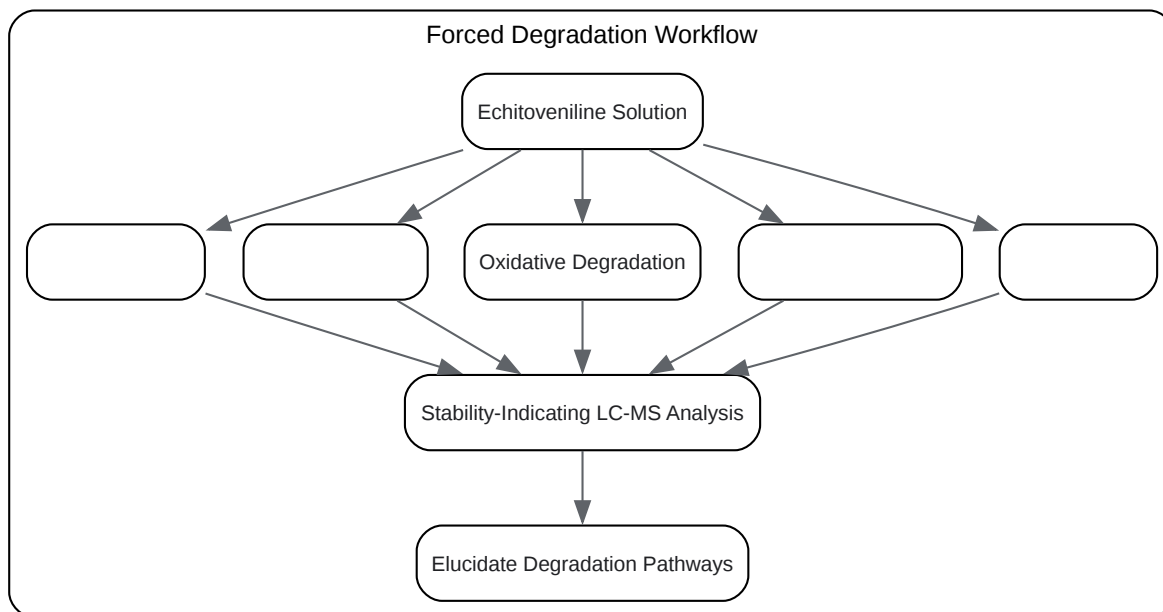 Forced Degradation Workflow
Echitoveniline Solution
Oxidative Degradation
Stability-Indicating LC-MS Analysis
Elucidate Degradation Pathways